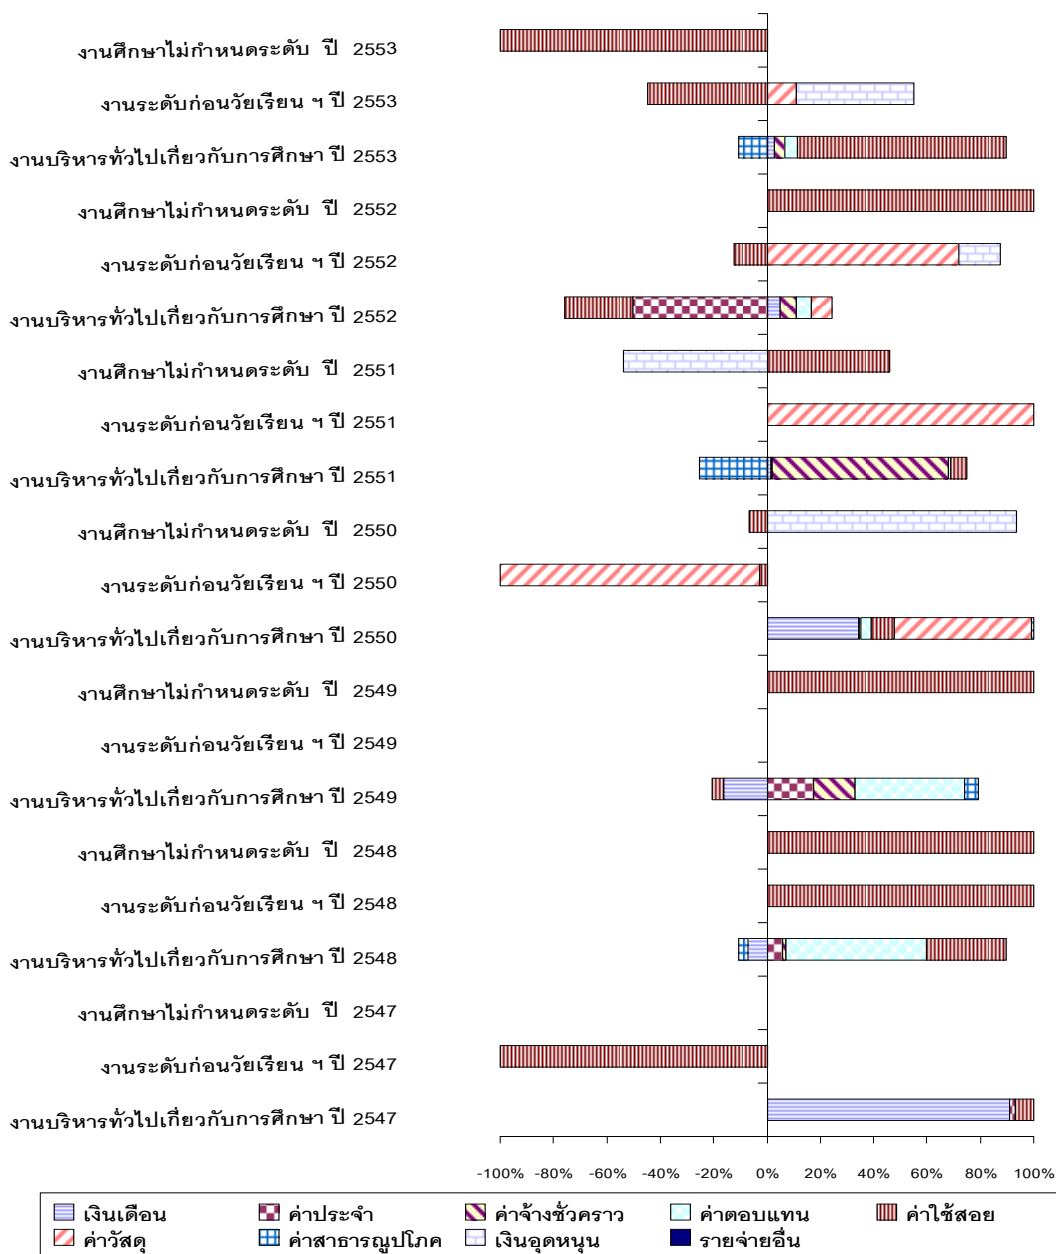 งานศึกษาไม่กำหนดระดับ ปี 2553
งานระดับก่อนวัยเรียน ฯ ปี 2553
งานบริหารทั่วไปเกี่ยวกับการศึกษา ปี 2553
งานศึกษาไม่กำหนดระดับ ปี 2552
งานระดับก่อนวัยเรียน ฯ ปี 2552
งานบริหารทั่วไปเกี่ยวกับการศึกษา ปี 2552
งานศึกษาไม่กำหนดระดับ ปี 2551
งานระดับก่อนวัยเรียน ฯ ปี 2551
งานบริหารทั่วไปเกี่ยวกับการศึกษา ปี 2551
งานศึกษาไม่กำหนดระดับ ปี 2550
งานระดับก่อนวัยเรียน ฯ ปี 2550
งานบริหารทั่วไปเกี่ยวกับการศึกษา ปี 2550
งานศึกษาไม่กำหนดระดับ ปี 2549
งานระดับก่อนวัยเรียน ฯ ปี 2549
งานบริหารทั่วไปเกี่ยวกับการศึกษา ปี 2549
งานศึกษาไม่กำหนดระดับ ปี 2548
งานระดับก่อนวัยเรียน ฯ ปี 2548
งานบริหารทั่วไปเกี่ยวกับการศึกษา ปี 2548
งานศึกษาไม่กำหนดระดับ ปี 2547
งานระดับก่อนวัยเรียน ฯ ปี 2547
งานบริหารทั่วไปเกี่ยวกับการศึกษา ปี 2547
-100% -80% -60% -40% -20% 0% 20% 40% 60% 80% 100%
เงินเดือน ค่าประจำ ค่าจ้างชั่วคราว ค่าตอบแทน ค่าใช้สอย
ค่าวัสดุ ค่าสาธารณูปโภค เงินอุดหนุน รายจ่ายอื่น